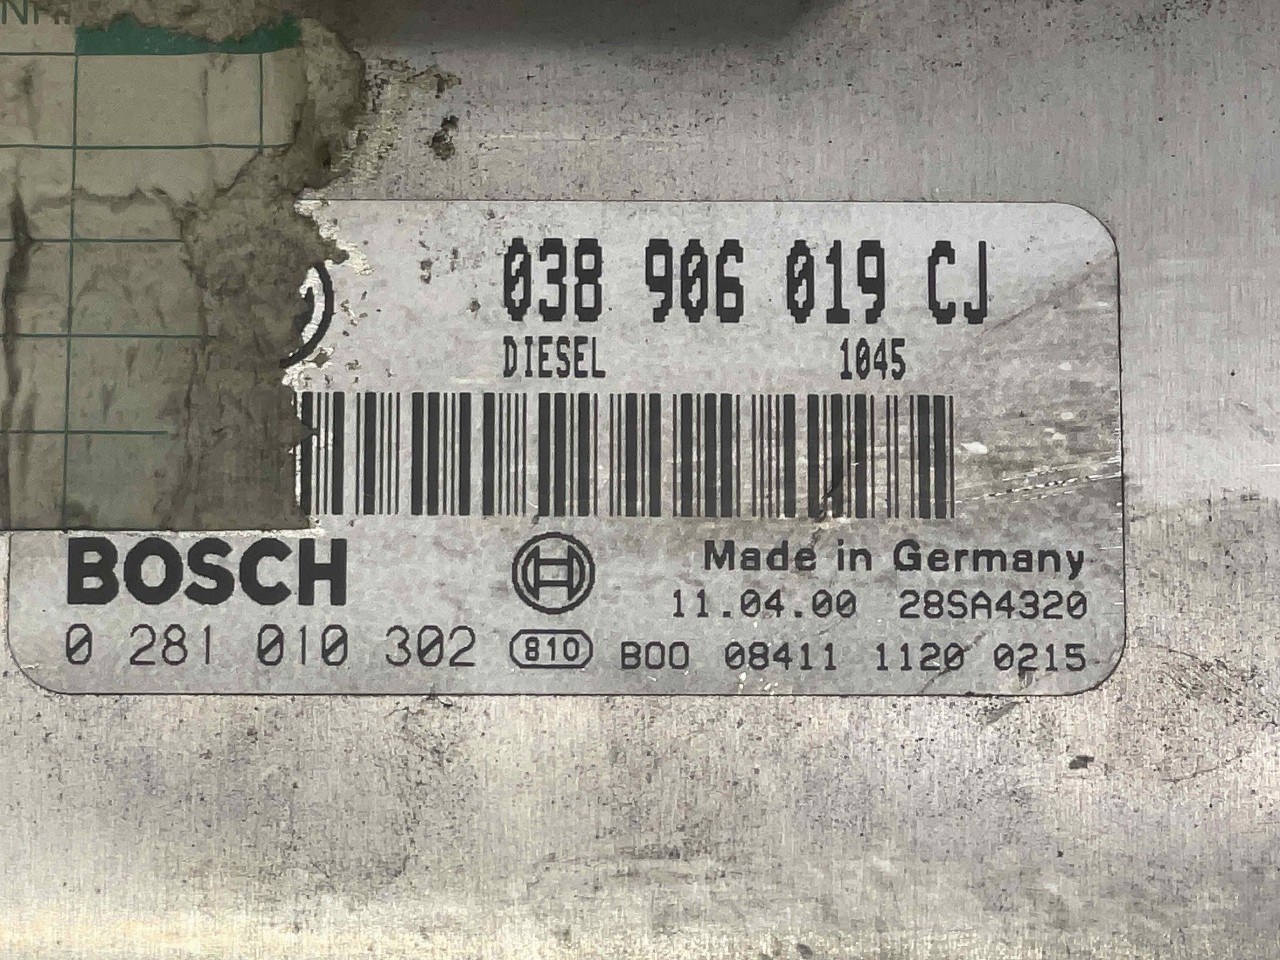 038 906 019 CJ
DIESEL 1045
BOSCH
Made in Germany
11.04.00 28SA4320
0 281 010 302 810 B00 08411 1120 0215